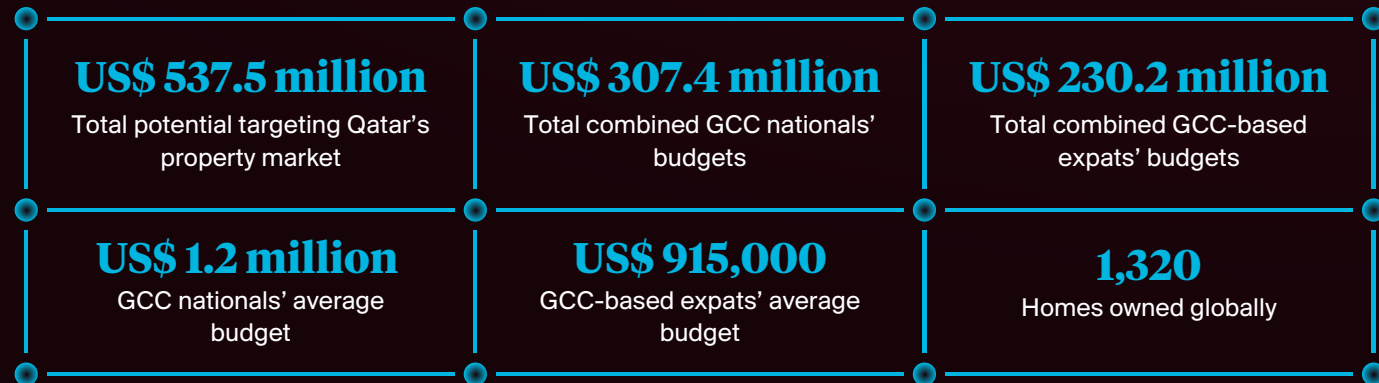 US$ 537.5 million
Total potential targeting Qatar’s
property market
US$ 307.4 million
Total combined GCC nationals’
budgets
US$ 230.2 million
Total combined GCC-based
expats’ budgets
US$ 1.2 million
GCC nationals’ average
budget
US$ 915,000
GCC-based expats’ average
budget
1,320
Homes owned globally